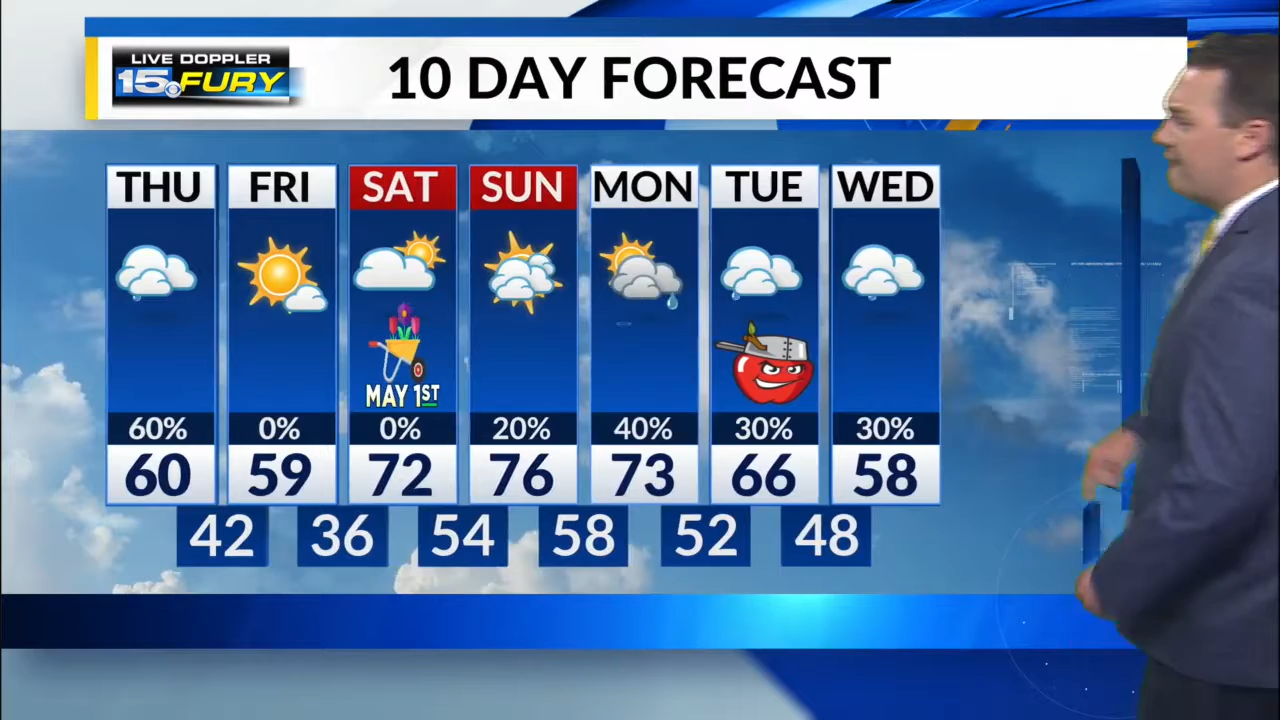 LIVE DOPPLER
15 FURY
10 DAY FORECAST
THU FRI SAT SUN MON TUE WED
MAY 1ST
60% 0% 0% 20% 40% 30% 30%
60 59 72 76 73 66 58
42 36 54 58 52 48